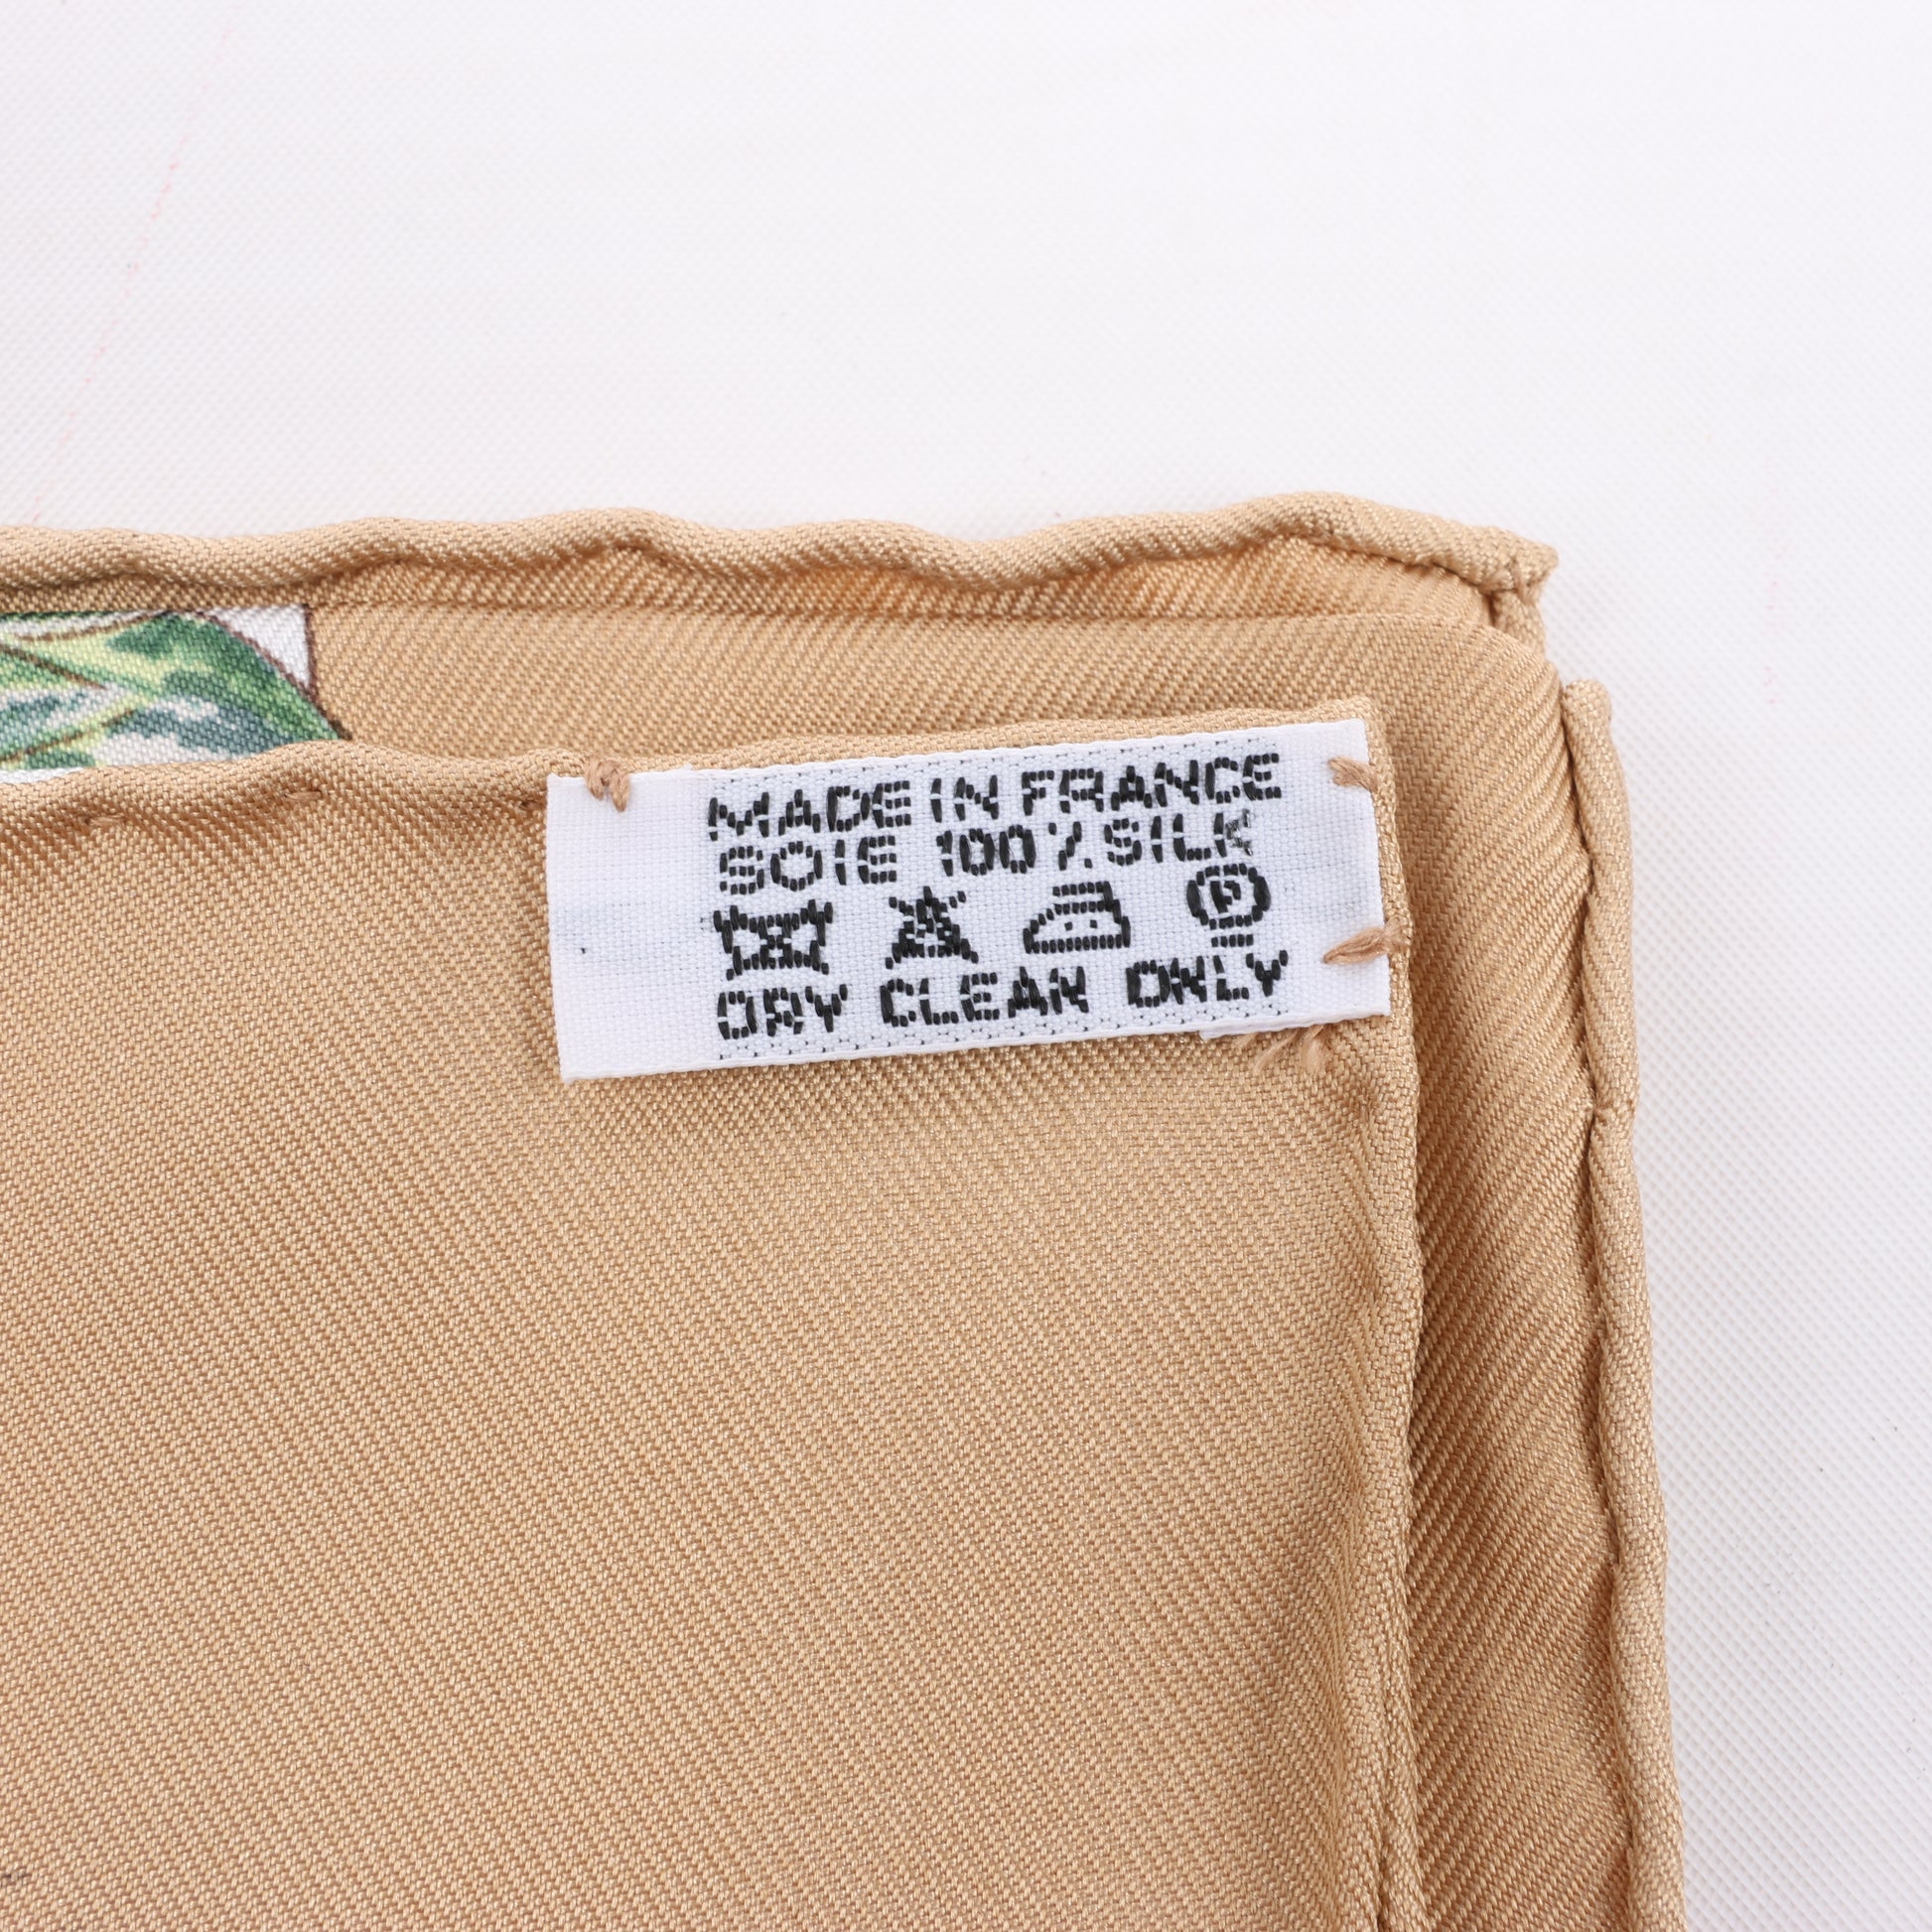 MADE IN FRANCE
SOIE 100% SILK
P
DRY CLEAN ONLY